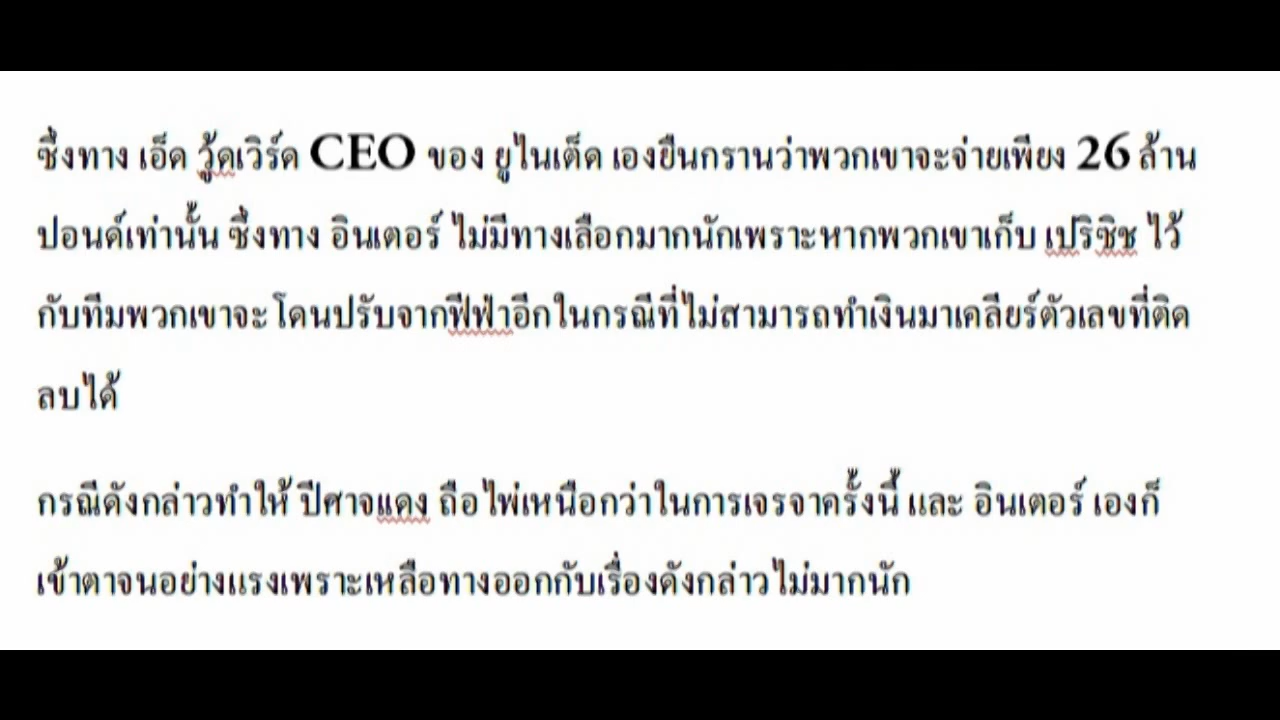 ซึ่งทาง เอ็ด วู้ดเวิร์ด CEO ของ ยูไนเต็ด เองยืนกรานว่าพวกเขาจะจ่ายเพียง 26 ล้าน
ปอนด์เท่านั้น ซึ่งทาง อินเตอร์ ไม่มีทางเลือกมากนักเพราะหากพวกเขาเก็บ เปริซิช ไว้
กับทีมพวกเขาจะโดนปรับจากฟีฟ่าอีกในกรณีที่ไม่สามารถทำเงินมาเคลียร์ตัวเลขที่ติด
ลบได้
กรณีดังกล่าวทำให้ ปีศาจแดง ถือไพ่เหนือกว่าในการเจรจาครั้งนี้ และ อินเตอร์ เองก็
เข้าตาจนอย่างแรงเพราะเหลือทางออกกับเรื่องดังกล่าวไม่มากนัก